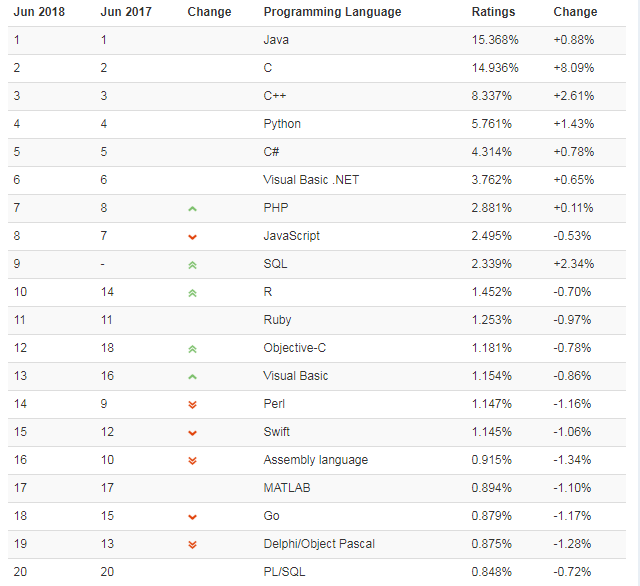 Jun 2018 Jun 2017 Change Programming Language Ratings Change
1 1 Java 15.368% +0.88%
2 2 C 14.936% +8.09%
3 3 C++ 8.337% +2.61%
4 4 Python 5.761% +1.43%
5 5 C# 4.314% +0.78%
6 6 Visual Basic .NET 3.762% +0.65%
7 8 PHP 2.881% +0.11%
8 7 JavaScript 2.495% -0.53%
9 - SQL 2.339% +2.34%
10 14 R 1.452% -0.70%
11 11 Ruby 1.253% -0.97%
12 18 Objective-C 1.181% -0.78%
13 16 Visual Basic 1.154% -0.86%
14 9 Perl 1.147% -1.16%
15 12 Swift 1.145% -1.06%
16 10 Assembly language 0.915% -1.34%
17 17 MATLAB 0.894% -1.10%
18 15 Go 0.879% -1.17%
19 13 Delphi/Object Pascal 0.875% -1.28%
20 20 PL/SQL 0.848% -0.72%